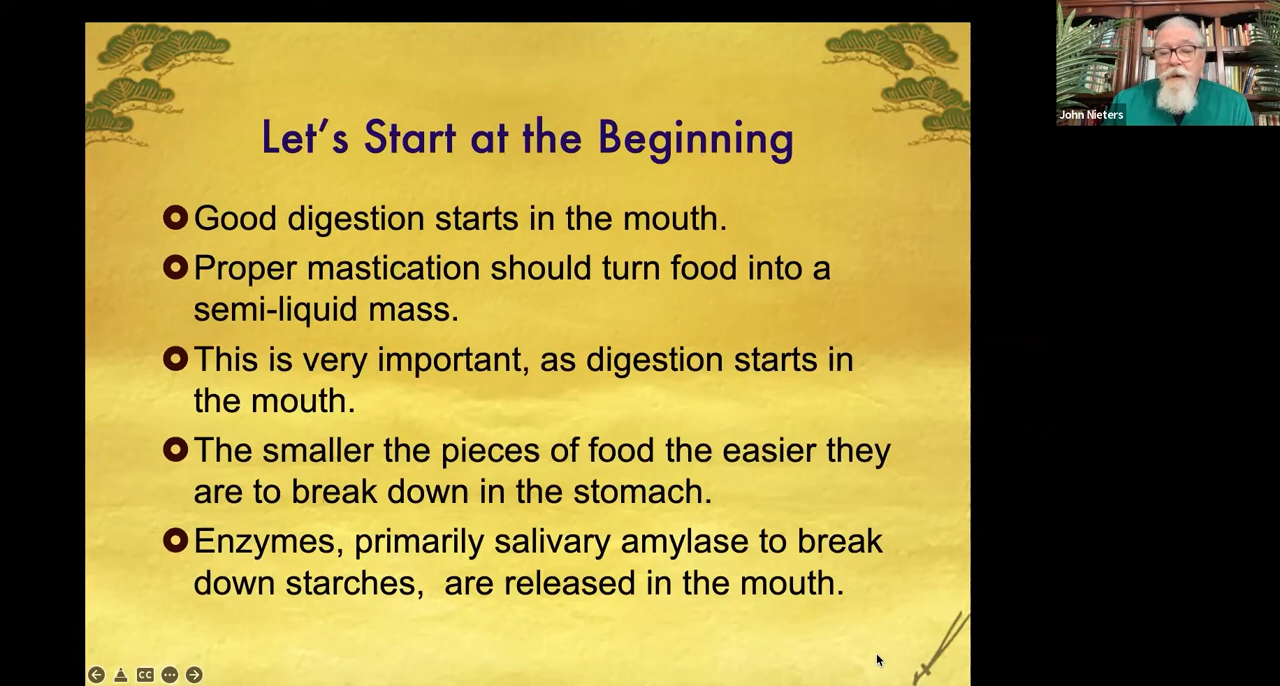 Let's Start at the Beginning
Good digestion starts in the mouth.
Proper mastication should turn food into a
semi-liquid mass.
This is very important, as digestion starts in
the mouth.
The smaller the pieces of food the easier they
are to break down in the stomach.
Enzymes, primarily salivary amylase to break
down starches,  are released in the mouth.
CC
John Nieters